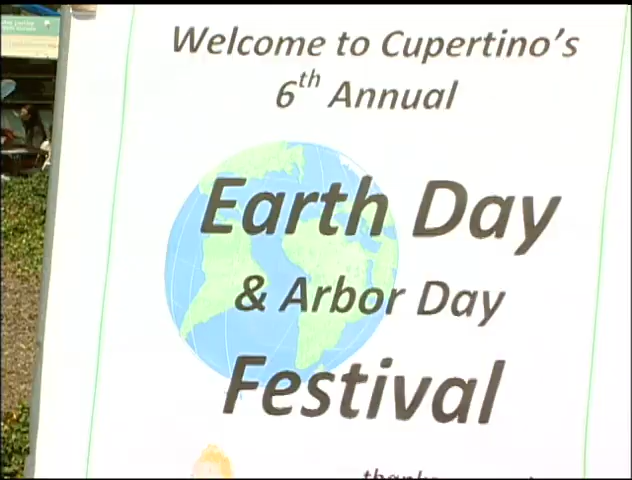 Welcome to Cupertino's
6th Annual
Earth Day
& Arbor Day
Festival